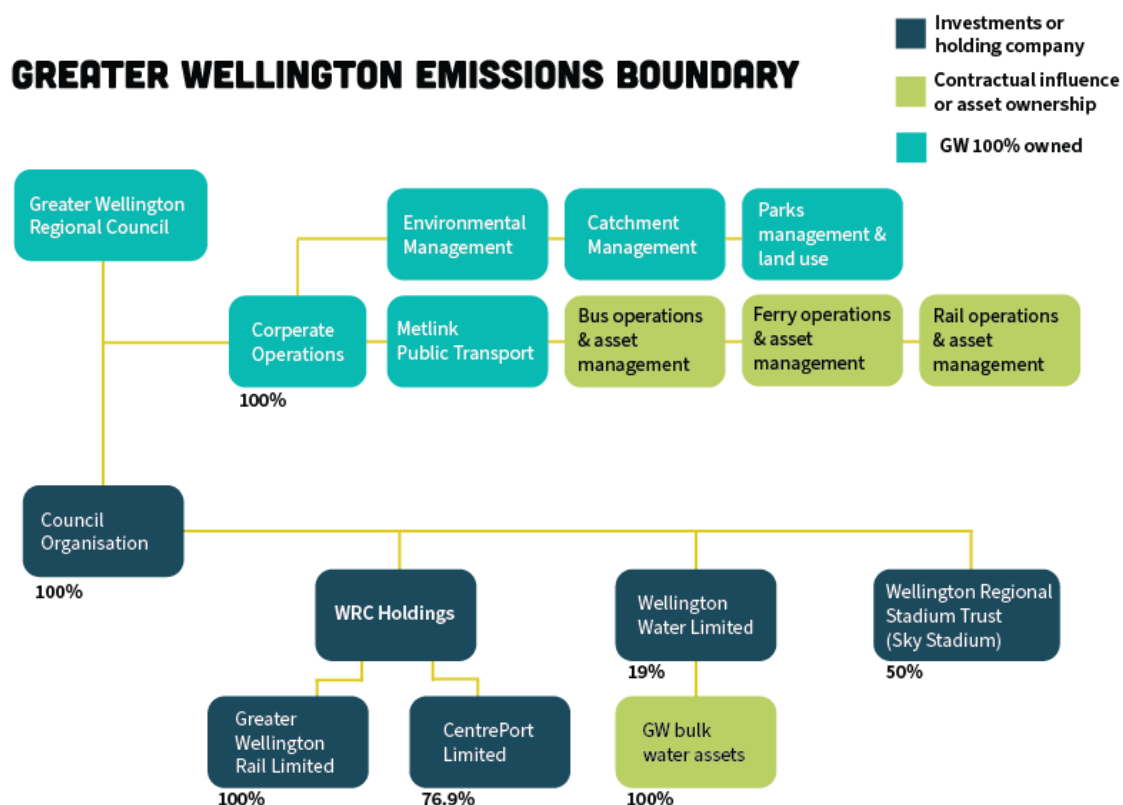 Investments or
holding company
GREATER WELLINGTON EMISSIONS BOUNDARY
Contractual influence
or asset ownership
GW 100% owned
Greater Wellington
Regional Council
Environmental
Management
Catchment
Management
Parks
management &
land use
Corperate
Operations
100%
Metlink
Public Transport
Bus operations
& asset
management
Ferry operations
& asset
management
Rail operations
& asset
management
Council
Organisation
100%
WRC Holdings
Wellington
Water Limited
19%
Wellington Regional
Stadium Trust
(Sky Stadium)
50%
Greater
Wellington
Rail Limited
100%
CentrePort
Limited
76.9%
GW bulk
water assets
100%